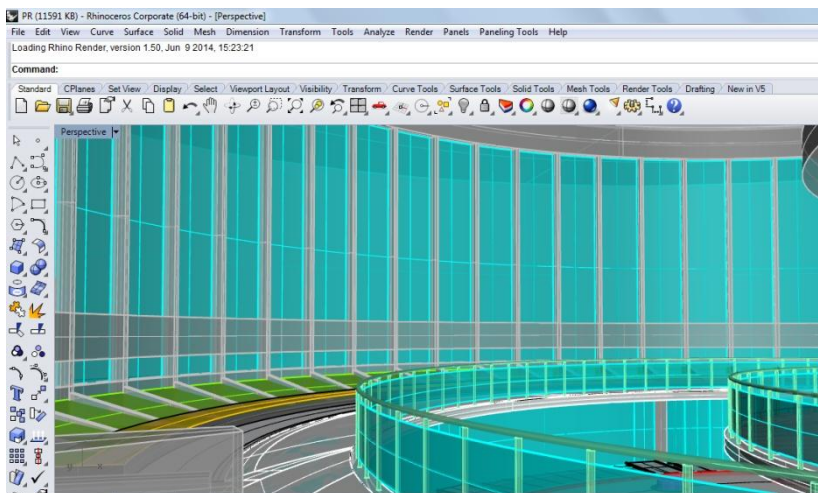 PR (11591 KB) - Rhinoceros Corporate (64-bit) - [Perspective]
File Edit View Curve Surface Solid Mesh Dimension Transform Tools Analyze Render Panels Paneling Tools Help
Loading Rhino Render, version 1.50, Jun 9 2014, 15:23:21
Command:
Standard CPlanes Set View Display Select Viewport Layout Visibility Transform Curve Tools Surface Tools Solid Tools Mesh Tools Render Tools Drafting New in V5
Perspective
y x